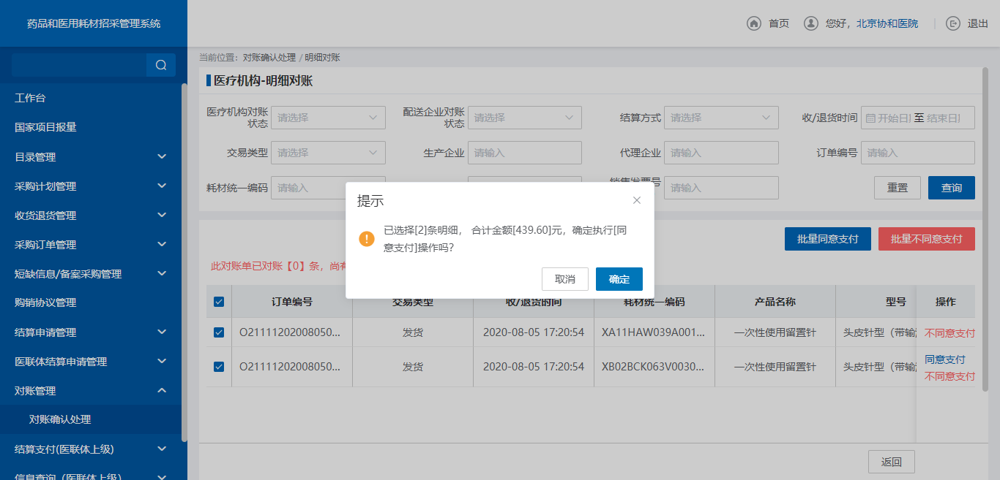 药品和医用耗材招采管理系统
首页
您好，北京协和医院
退出
当前位置：对账确认处理 / 明细对账
工作台
国家项目报量
目录管理
采购计划管理
收货退货管理
采购订单管理
短缺信息/备案采购管理
购销协议管理
结算申请管理
医联体结算申请管理
对账管理
对账确认处理
结算支付(医联体上级)
信息查询（医联体上级)
医疗机构-明细对账
医疗机构对账状态 请选择
配送企业对账状态 请选择
结算方式 请选择
收/退货时间 开始日 至 结束日
交易类型 请选择
生产企业 请输入
代理企业 请输入
订单编号 请输入
耗材统一编码 请输入
销售发票号 请输入
重置 查询
批量同意支付 批量不同意支付
此对账单已对账【0】条，尚有
提示
已选择[2]条明细， 合计金额[439.60]元，确定执行[同
意支付]操作吗?
取消 确定
订单编号 交易类型 收/退货时间 耗材统一编码 产品名称 型号 操作
O21111202008050... 发货 2020-08-05 17:20:54 XA11HAW039A001... 一次性使用留置针 头皮针型（带输 不同意支付
O21111202008050... 发货 2020-08-05 17:20:54 XB02BCK063V0030... 一次性使用留置针 头皮针型（带输 同意支付
不同意支付
返回